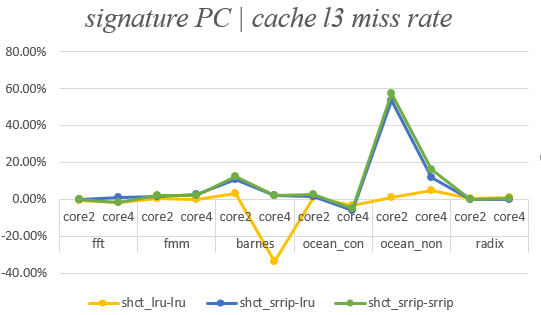 signature PC | cache l3 miss rate
80.00%
60.00%
40.00%
20.00%
0.00%
-20.00%
-40.00%
core2 core4 core2 core4 core2 core4 core2 core4 core2 core4 core2 core4
fft fmm barnes ocean_con ocean_non radix
shct_lru-lru shct_srrip-lru shct_srrip-srrip